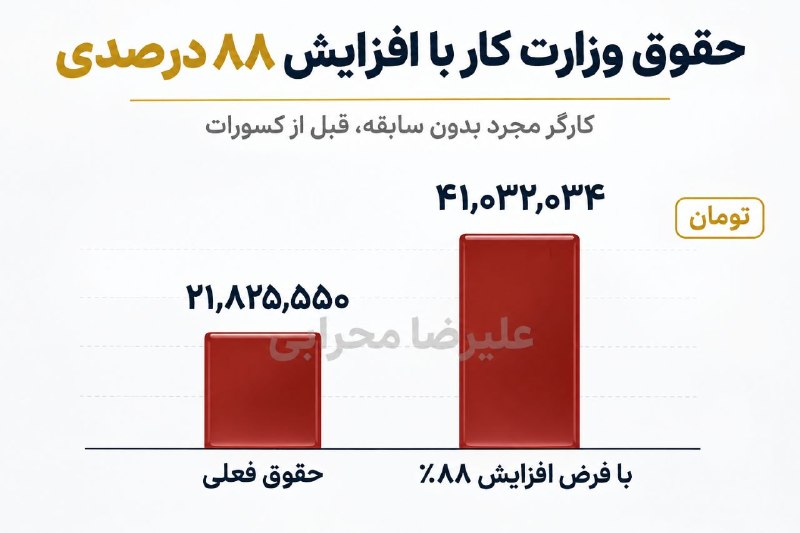 حقوق وزارت کار با افزایش ۸۸ درصدی
کارگر مجرد بدون سابقه، قبل از کسورات
تومان
۴۱,۰۳۲,۰۳۴
۲۱,۸۲۵,۵۵۰
علیرضا محرابی
با فرض افزایش ۸۸٪
حقوق فعلی